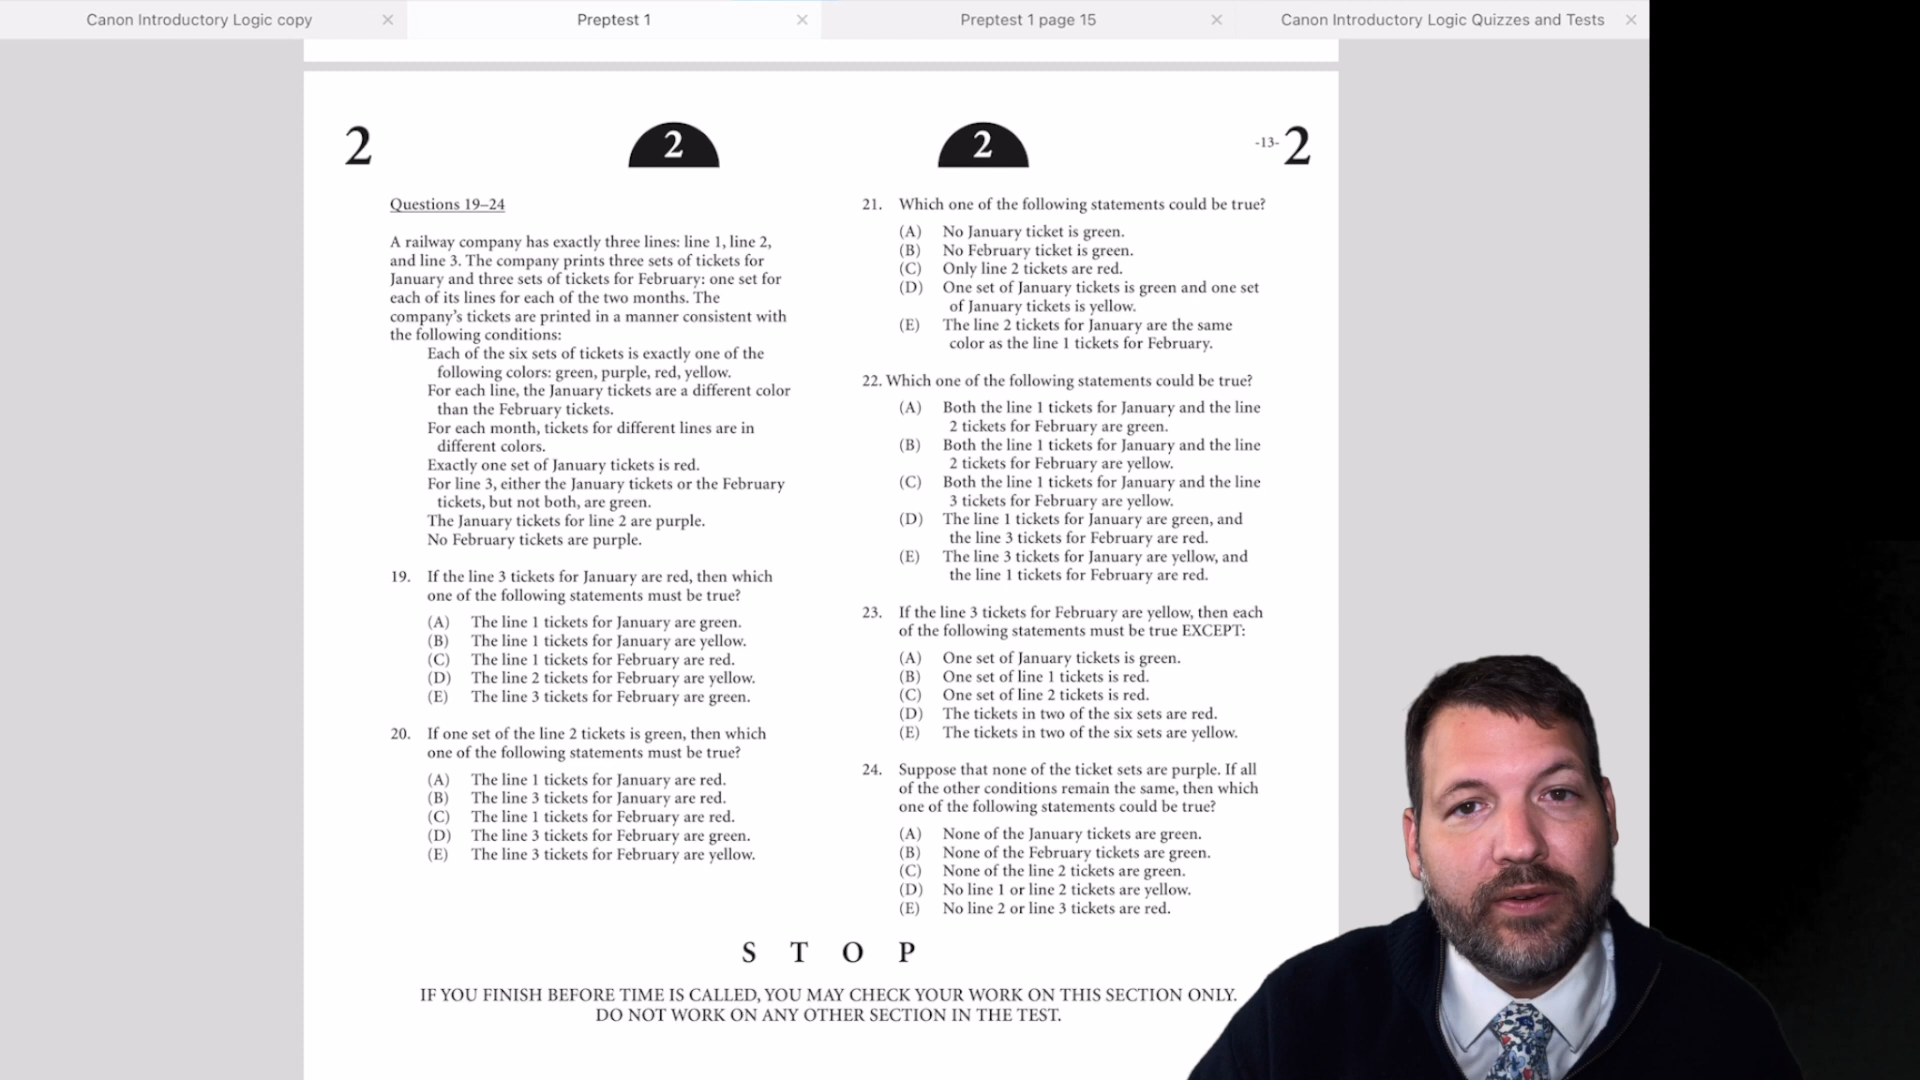 Canon Introductory Logic copy
Preptest 1
Preptest 1 page 15
Canon Introductory Logic Quizzes and Tests
2
2
2
-13- 2
Questions 19–24
A railway company has exactly three lines: line 1, line 2,
and line 3. The company prints three sets of tickets for
January and three sets of tickets for February: one set for
each of its lines for each of the two months. The
company's tickets are printed in a manner consistent with
the following conditions:
Each of the six sets of tickets is exactly one of the
following colors: green, purple, red, yellow.
For each line, the January tickets are a different color
than the February tickets.
For each month, tickets for different lines are in
different colors.
Exactly one set of January tickets is red.
For line 3, either the January tickets or the February
tickets, but not both, are green.
The January tickets for line 2 are purple.
No February tickets are purple.
19. If the line 3 tickets for January are red, then which
one of the following statements must be true?
(A) The line 1 tickets for January are green.
(B) The line 1 tickets for January are yellow.
(C) The line 1 tickets for February are red.
(D) The line 2 tickets for February are yellow.
(E) The line 3 tickets for February are green.
20. If one set of the line 2 tickets is green, then which
one of the following statements must be true?
(A) The line 1 tickets for January are red.
(B) The line 3 tickets for January are red.
(C) The line 1 tickets for February are red.
(D) The line 3 tickets for February are green.
(E) The line 3 tickets for February are yellow.
21. Which one of the following statements could be true?
(A) No January ticket is green.
(B) No February ticket is green.
(C) Only line 2 tickets are red.
(D) One set of January tickets is green and one set
of January tickets is yellow.
(E) The line 2 tickets for January are the same
color as the line 1 tickets for February.
22. Which one of the following statements could be true?
(A) Both the line 1 tickets for January and the line
2 tickets for February are green.
(B) Both the line 1 tickets for January and the line
2 tickets for February are yellow.
(C) Both the line 1 tickets for January and the line
3 tickets for February are yellow.
(D) The line 1 tickets for January are green, and
the line 3 tickets for February are red.
(E) The line 3 tickets for January are yellow, and
the line 1 tickets for February are red.
23. If the line 3 tickets for February are yellow, then each
of the following statements must be true EXCEPT:
(A) One set of January tickets is green.
(B) One set of line 1 tickets is red.
(C) One set of line 2 tickets is red.
(D) The tickets in two of the six sets are red.
(E) The tickets in two of the six sets are yellow.
24. Suppose that none of the ticket sets are purple. If all
of the other conditions remain the same, then which
one of the following statements could be true?
(A) None of the January tickets are green.
(B) None of the February tickets are green.
(C) None of the line 2 tickets are green.
(D) No line 1 or line 2 tickets are yellow.
(E) No line 2 or line 3 tickets are red.
S T O P
IF YOU FINISH BEFORE TIME IS CALLED, YOU MAY CHECK YOUR WORK ON THIS SECTION ONLY.
DO NOT WORK ON ANY OTHER SECTION IN THE TEST.